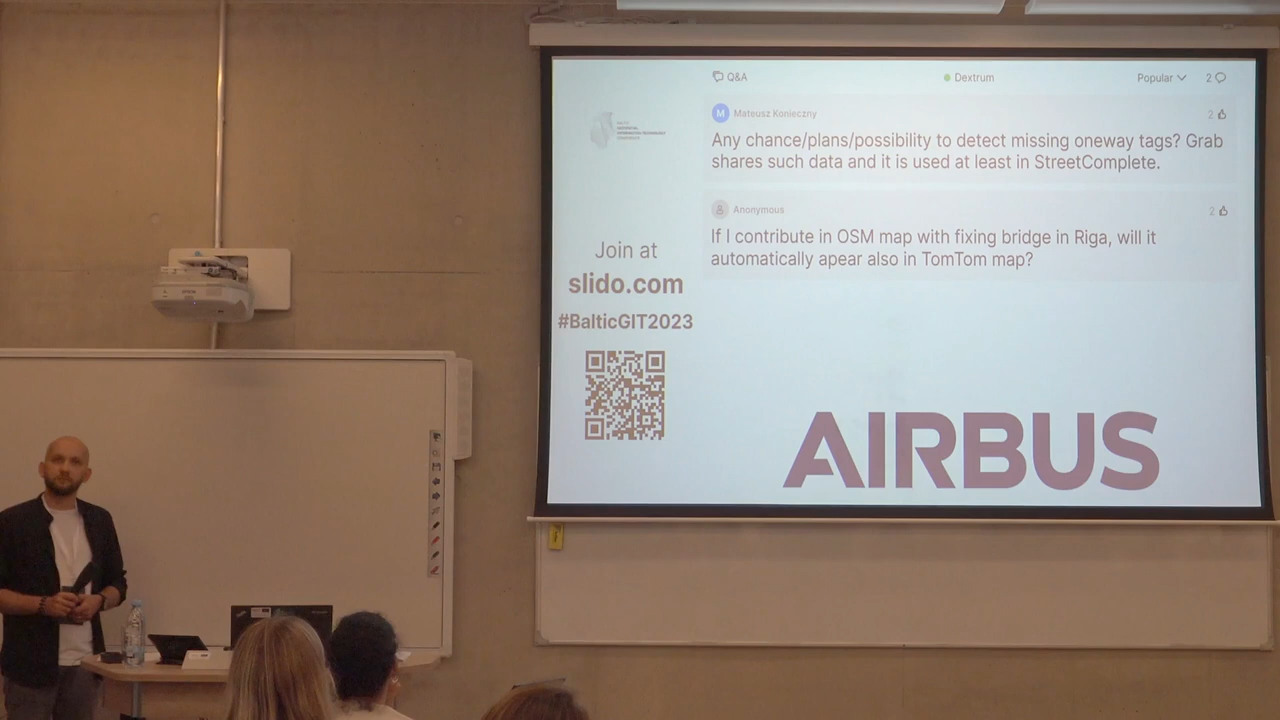 Q&A
Dextrum
Popular
2
Mateusz Konieczny
2
Any chance/plans/possibility to detect missing oneway tags? Grab
shares such data and it is used at least in StreetComplete.
Anonymous
2
If I contribute in OSM map with fixing bridge in Riga, will it
automatically apear also in TomTom map?
Join at
slido.com
#BalticGIT2023
AIRBUS
M
EPSON